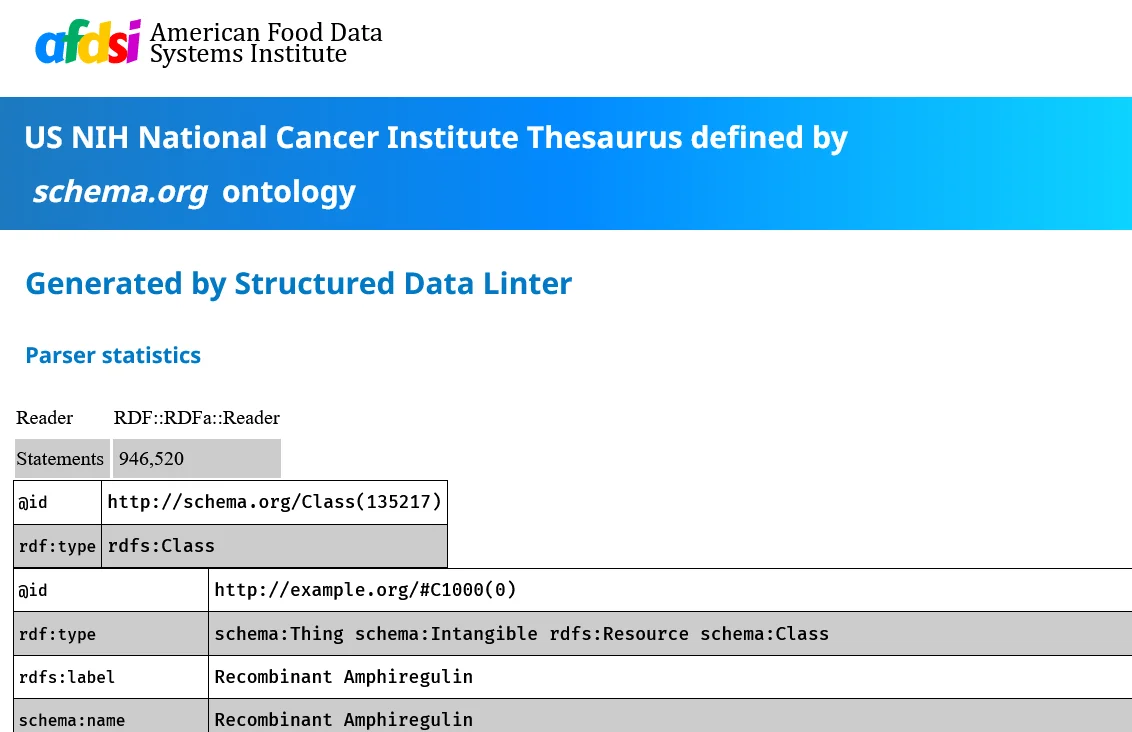 afdsi American Food Data
Systems Institute
US NIH National Cancer Institute Thesaurus defined by
schema.org ontology
Generated by Structured Data Linter
Parser statistics
Reader RDF::RDFa::Reader
Statements 946,520
@id http://schema.org/Class(135217)
rdf:type rdfs:Class
@id http://example.org/#C1000(0)
rdf:type schema:Thing schema:Intangible rdfs:Resource schema:Class
rdfs:label Recombinant Amphiregulin
schema:name Recombinant Amphiregulin